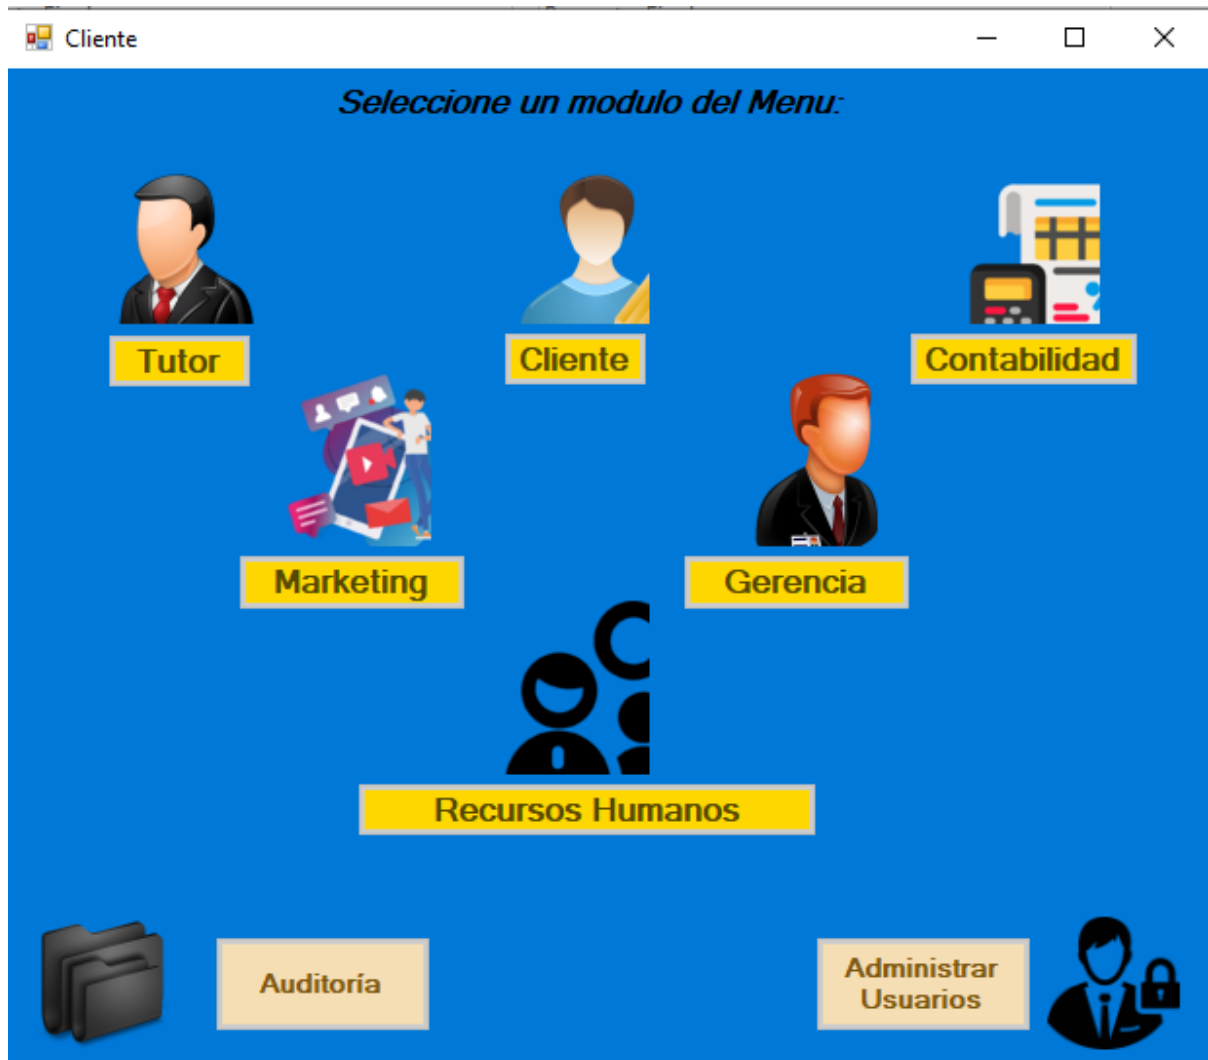 Cliente
Seleccione un modulo del Menu:
Tutor
Cliente
Contabilidad
Marketing
Gerencia
Recursos Humanos
Auditoría
Administrar
Usuarios